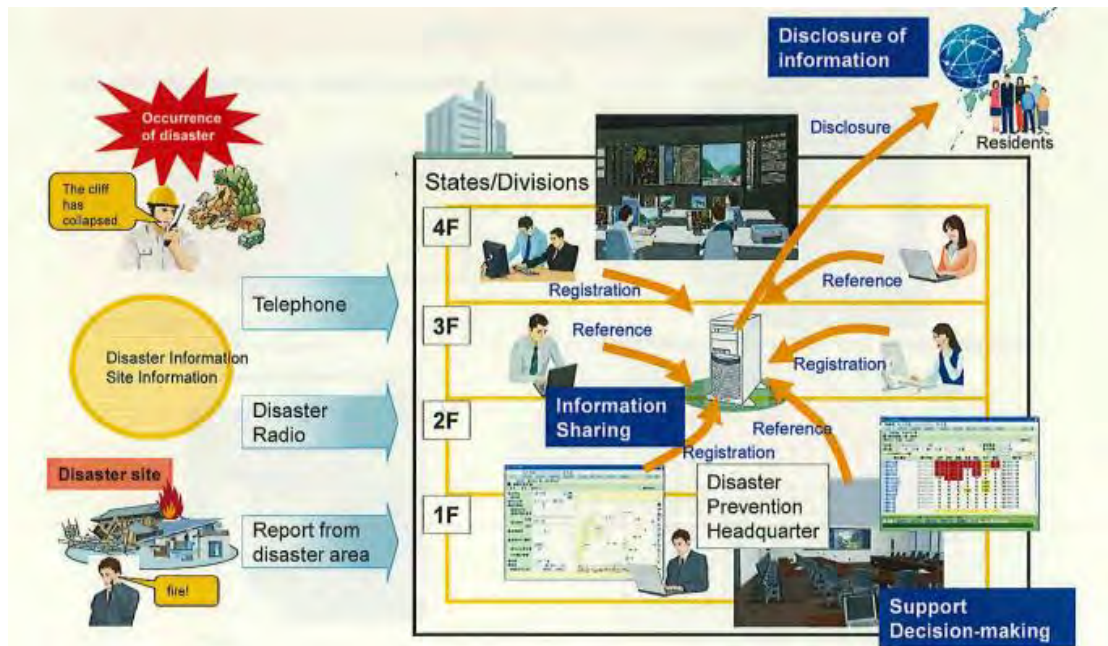 Disclosure of
information
Occurrence
of disaster
The cliff
has
collapsed.
Disclosure
Residents
States/Divisions
4F
Registration
Reference
Telephone
3F
Reference
Registration
Disaster Information
Site Information
Disaster
Radio
2F
Information
Sharing
Reference
Registration
Disaster site
Disaster
Prevention
Headquarter
1F
Report from
disaster area
fire!
Support
Decision-making